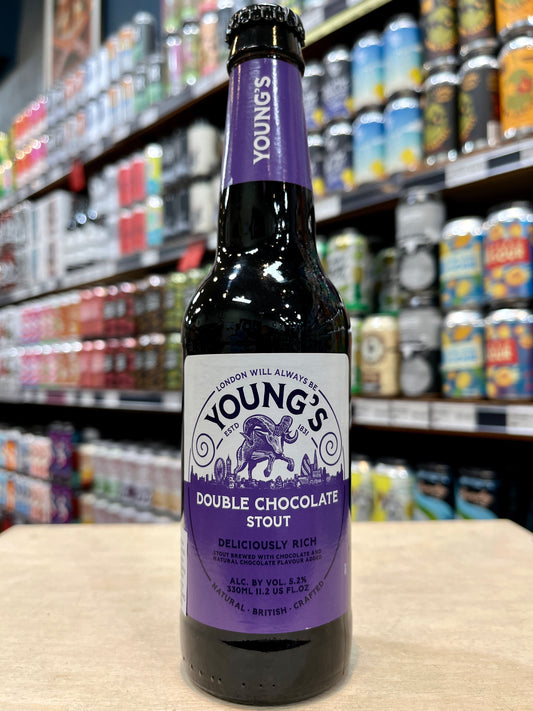 YOUNG'S
LONDON WILL ALWAYS BE
YOUNG'S
ESTD 1831
DOUBLE CHOCOLATE
STOUT
DELICIOUSLY RICH
STOUT BREWED WITH CHOCOLATE AND
NATURAL CHOCOLATE FLAVOUR ADDED
ALC. BY VOL. 5.2%
330ML 11.2 US FL.OZ
NATURAL · BRITISH · CRAFTED